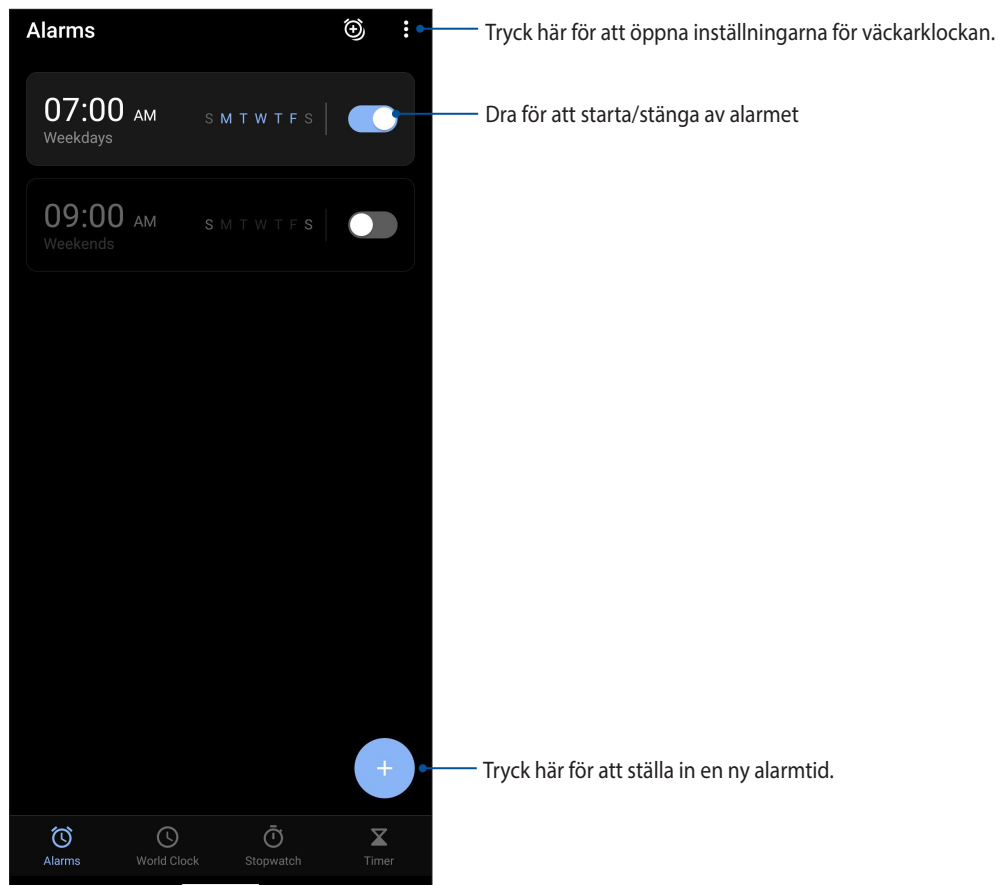 Alarms
Tryck här för att öppna inställningarna för väckarklockan.
07:00 AM S M T W T F S
Weekdays
Dra för att starta/stänga av alarmet
09:00 AM S M T W T F S
Weekends
+
Tryck här för att ställa in en ny alarmtid.
Alarms World Clock Stopwatch Timer